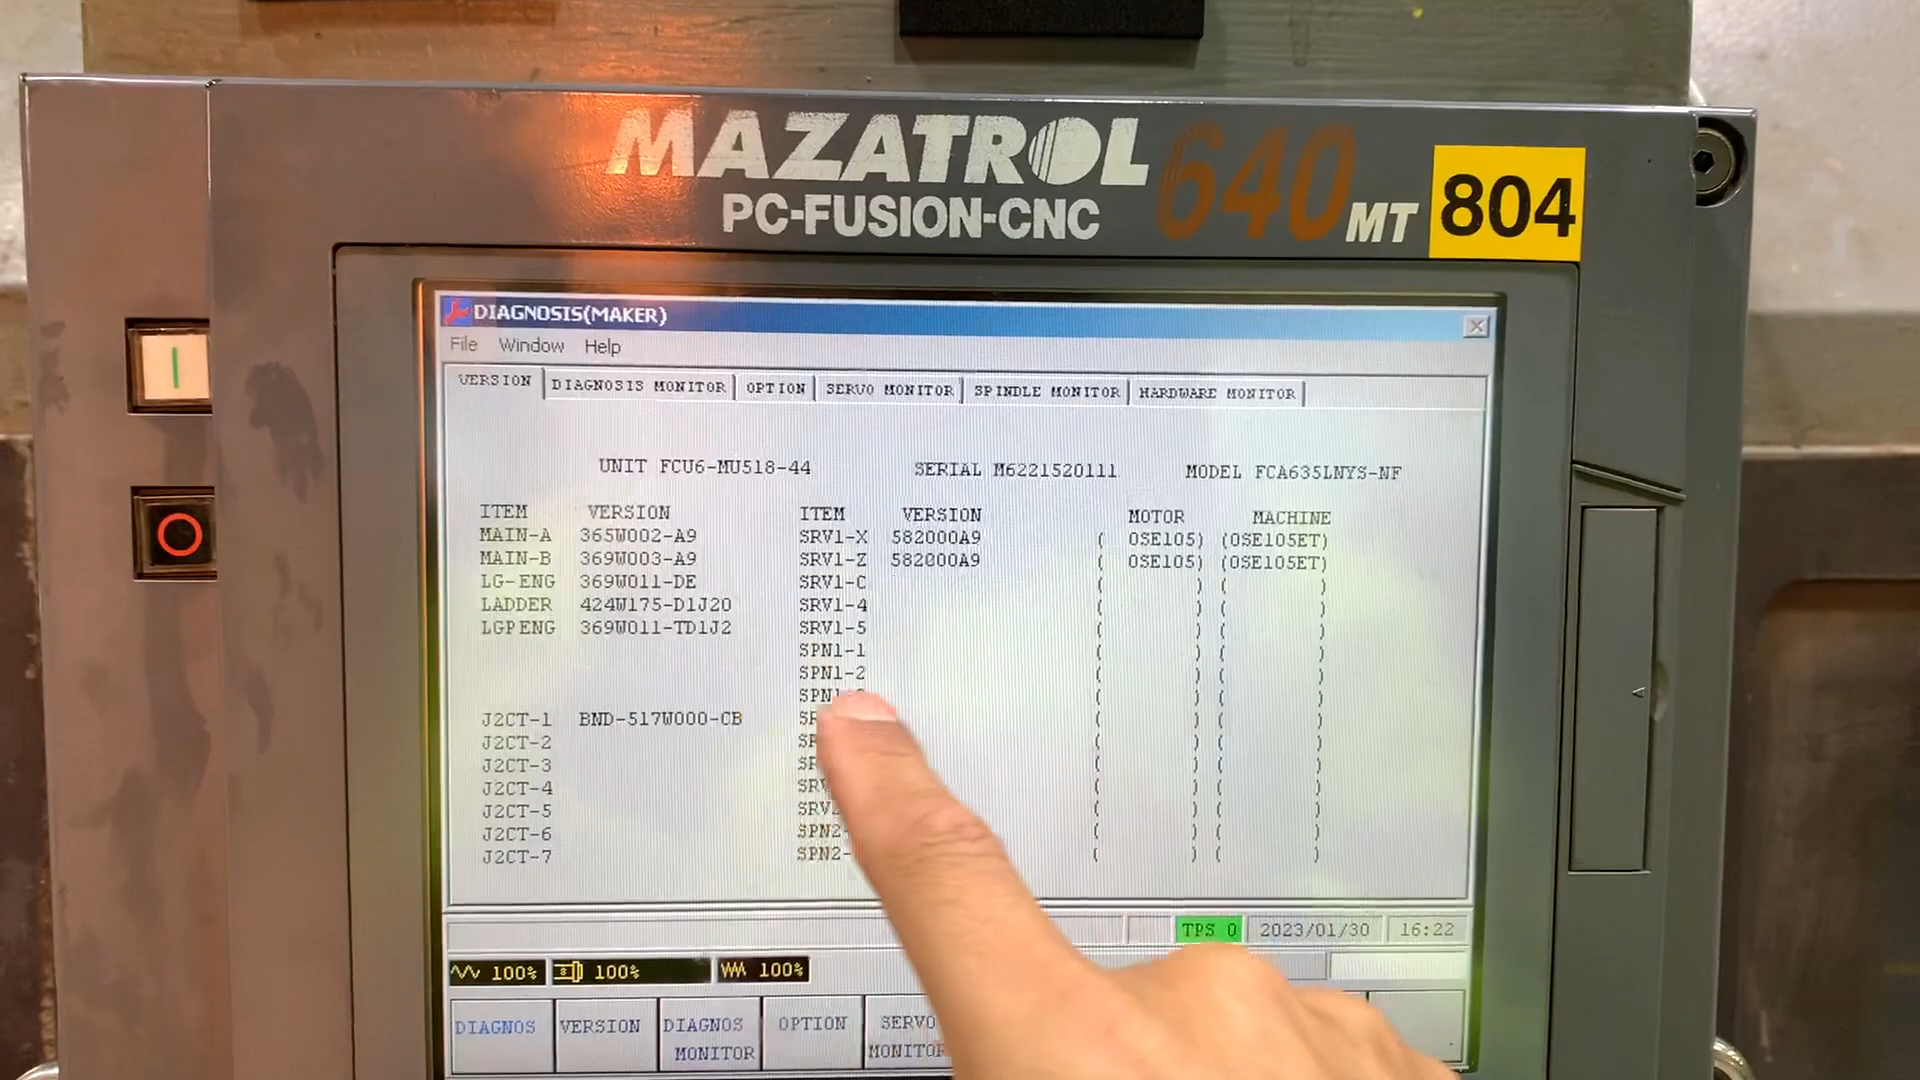 MAZATROL 640 MT
PC-FUSION-CNC
804
DIAGNOSIS(MAKER)
File Window Help
VERSION DIAGNOSIS MONITOR OPTION SERVO MONITOR SPINDLE MONITOR HARDWARE MONITOR
UNIT FCU6-MU518-44 SERIAL M6221520111 MODEL FCA635LNYS-NF
ITEM VERSION ITEM VERSION MOTOR MACHINE
MAIN-A 365W002-A9 SRV1-X 582000A9 ( OSE105) (OSE105ET)
MAIN-B 369W003-A9 SRV1-Z 582000A9 ( OSE105) (OSE105ET)
LG-ENG 369W011-DE SRV1-C ( ) ( )
LADDER 424W175-D1J20 SRV1-4 ( ) ( )
LGPENG 369W011-TD1J2 SRV1-5 ( ) ( )
SPN1-1 ( ) ( )
SPN1-2 ( ) ( )
( ) ( )
J2CT-1 BND-517W000-CB ( ) ( )
J2CT-2 ( ) ( )
J2CT-3 ( ) ( )
J2CT-4 ( ) ( )
J2CT-5 ( ) ( )
J2CT-6 SPN2- ( ) ( )
J2CT-7 SPN2- ( ) ( )
TPS 0 2023/01/30 16:22
100% 100% 100%
DIAGNOS VERSION DIAGNOS MONITOR OPTION SERVO MONITOR